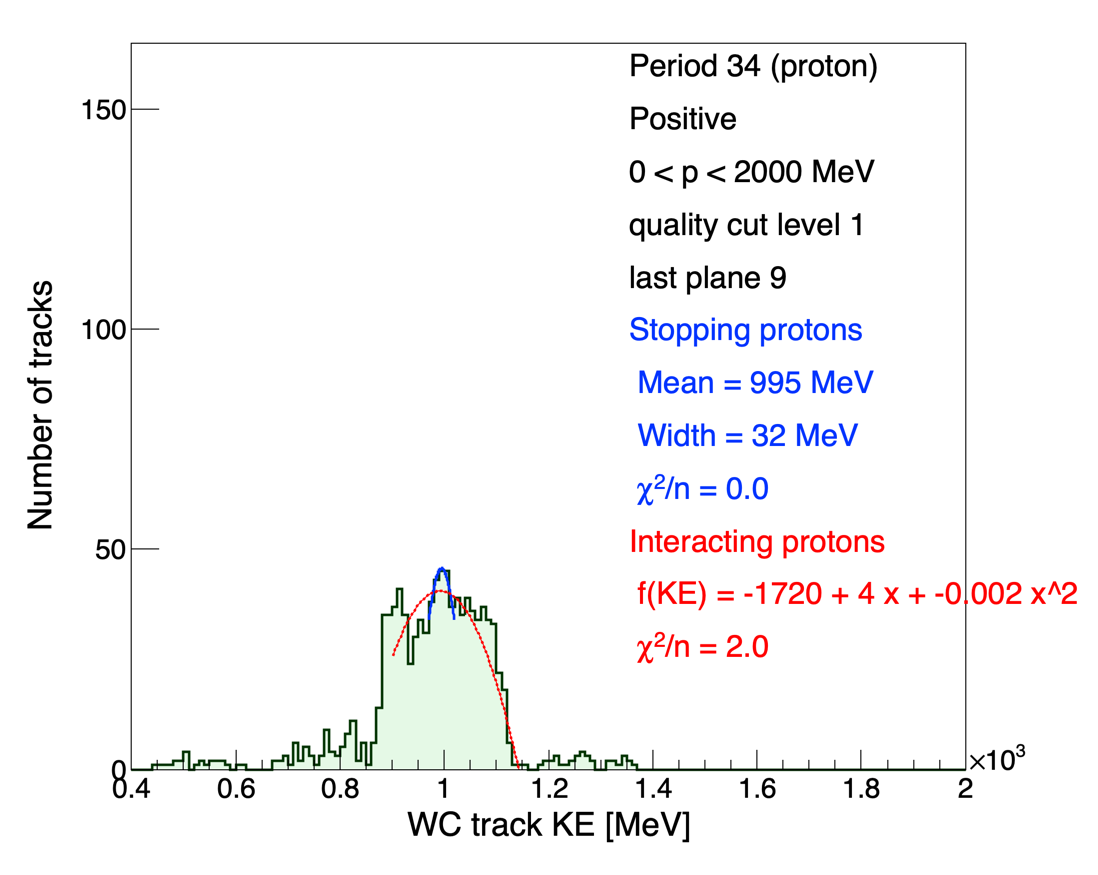 Period 34 (proton)
Positive
0 < p < 2000 MeV
quality cut level 1
last plane 9
Stopping protons
Mean = 995 MeV
Width = 32 MeV
χ²/n = 0.0
Interacting protons
f(KE) = -1720 + 4 x + -0.002 x^2
χ²/n = 2.0
Number of tracks
150
100
50
0
0.4 0.6 0.8 1 1.2 1.4 1.6 1.8 2
×10³
WC track KE [MeV]